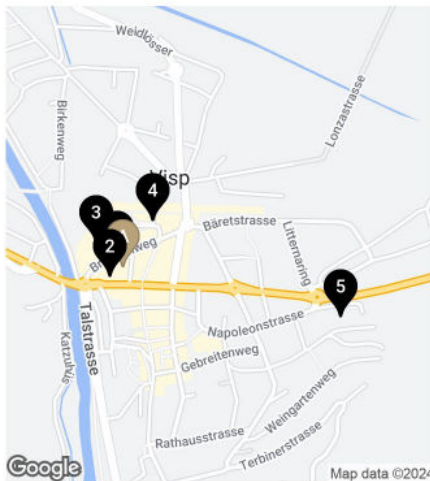 Weidlösser
Lonzastrasse
Birkenweg
Visp
4
3
Bäretstrasse
Litternaring
2
5
Talstrasse
Napoleonstrasse
Katzuhüs
Gebreitenweg
Weingartenweg
Rathausstrasse
Terbinerstrasse
Google
Map data ©2024